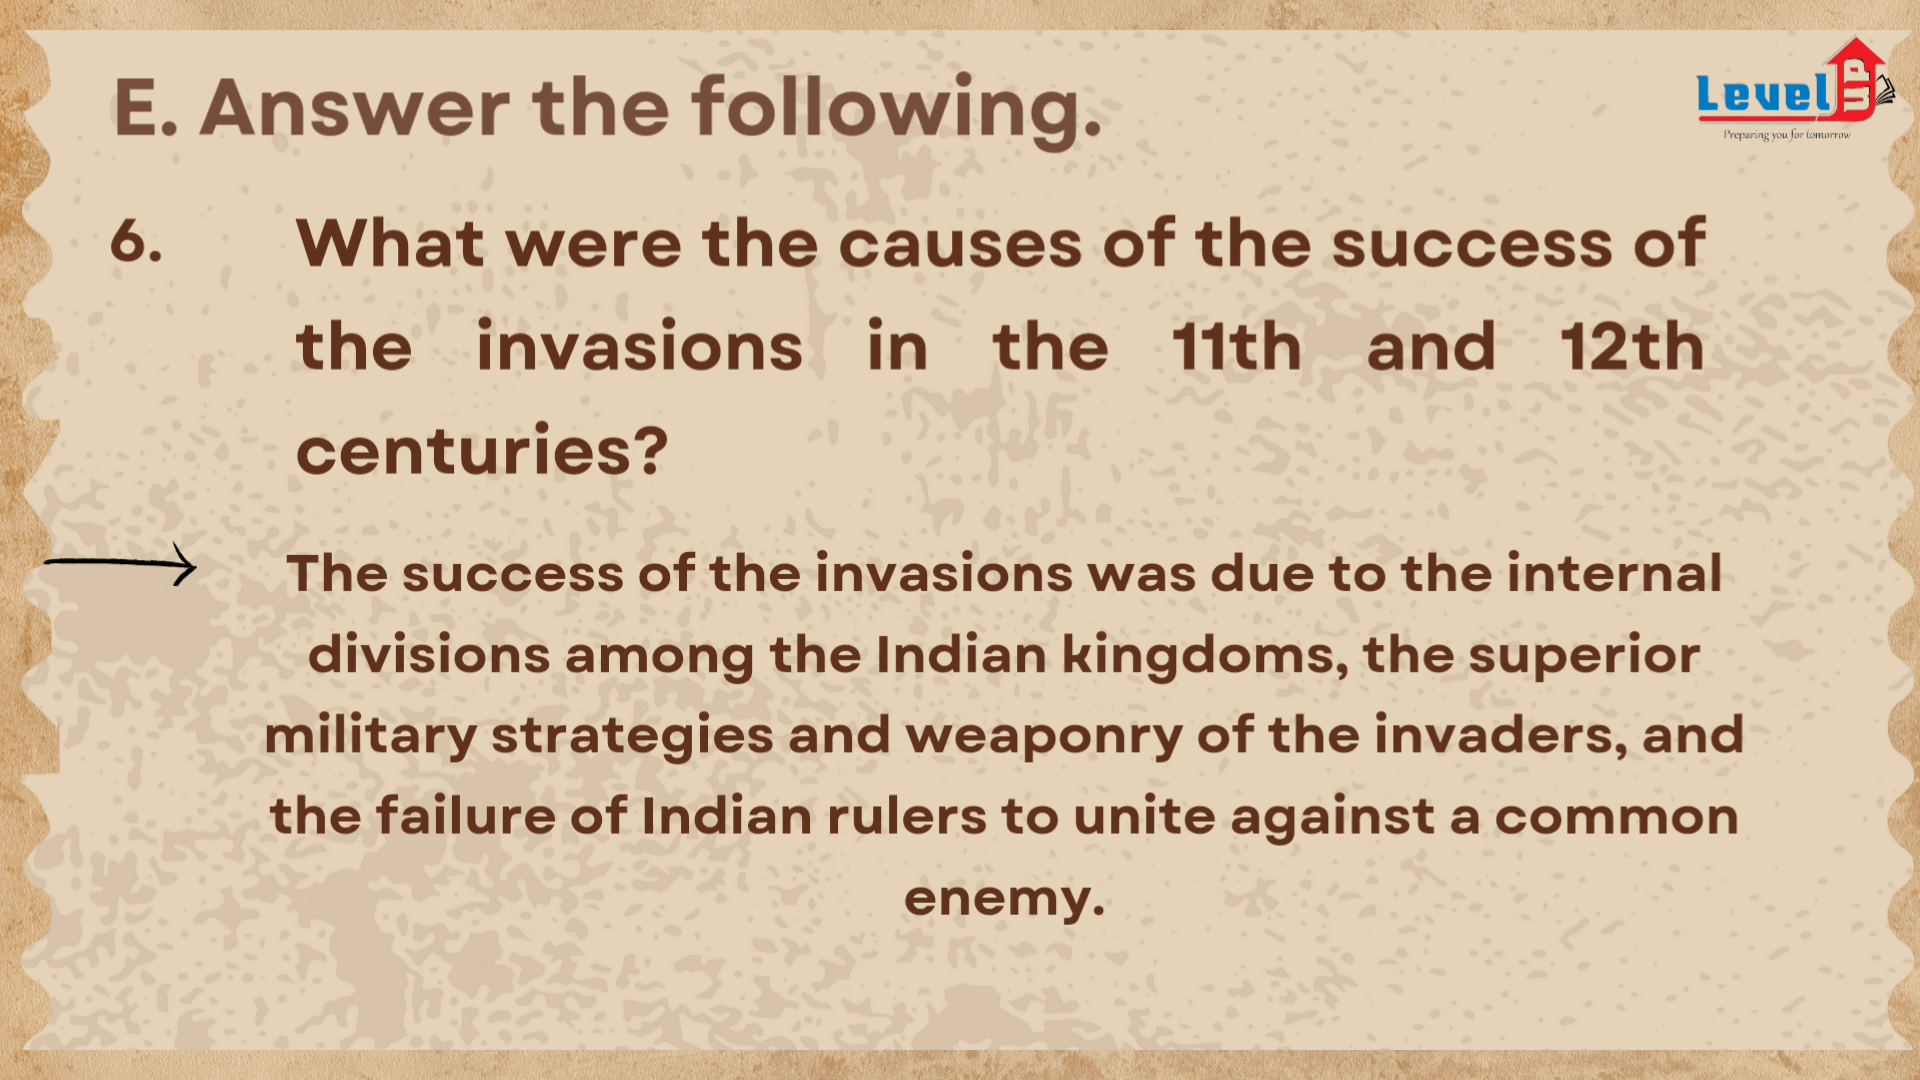 E. Answer the following.
Level UP
Preparing you for tomorrow
6. What were the causes of the success of
the invasions in the 11th and 12th
centuries?
The success of the invasions was due to the internal
divisions among the Indian kingdoms, the superior
military strategies and weaponry of the invaders, and
the failure of Indian rulers to unite against a common
enemy.